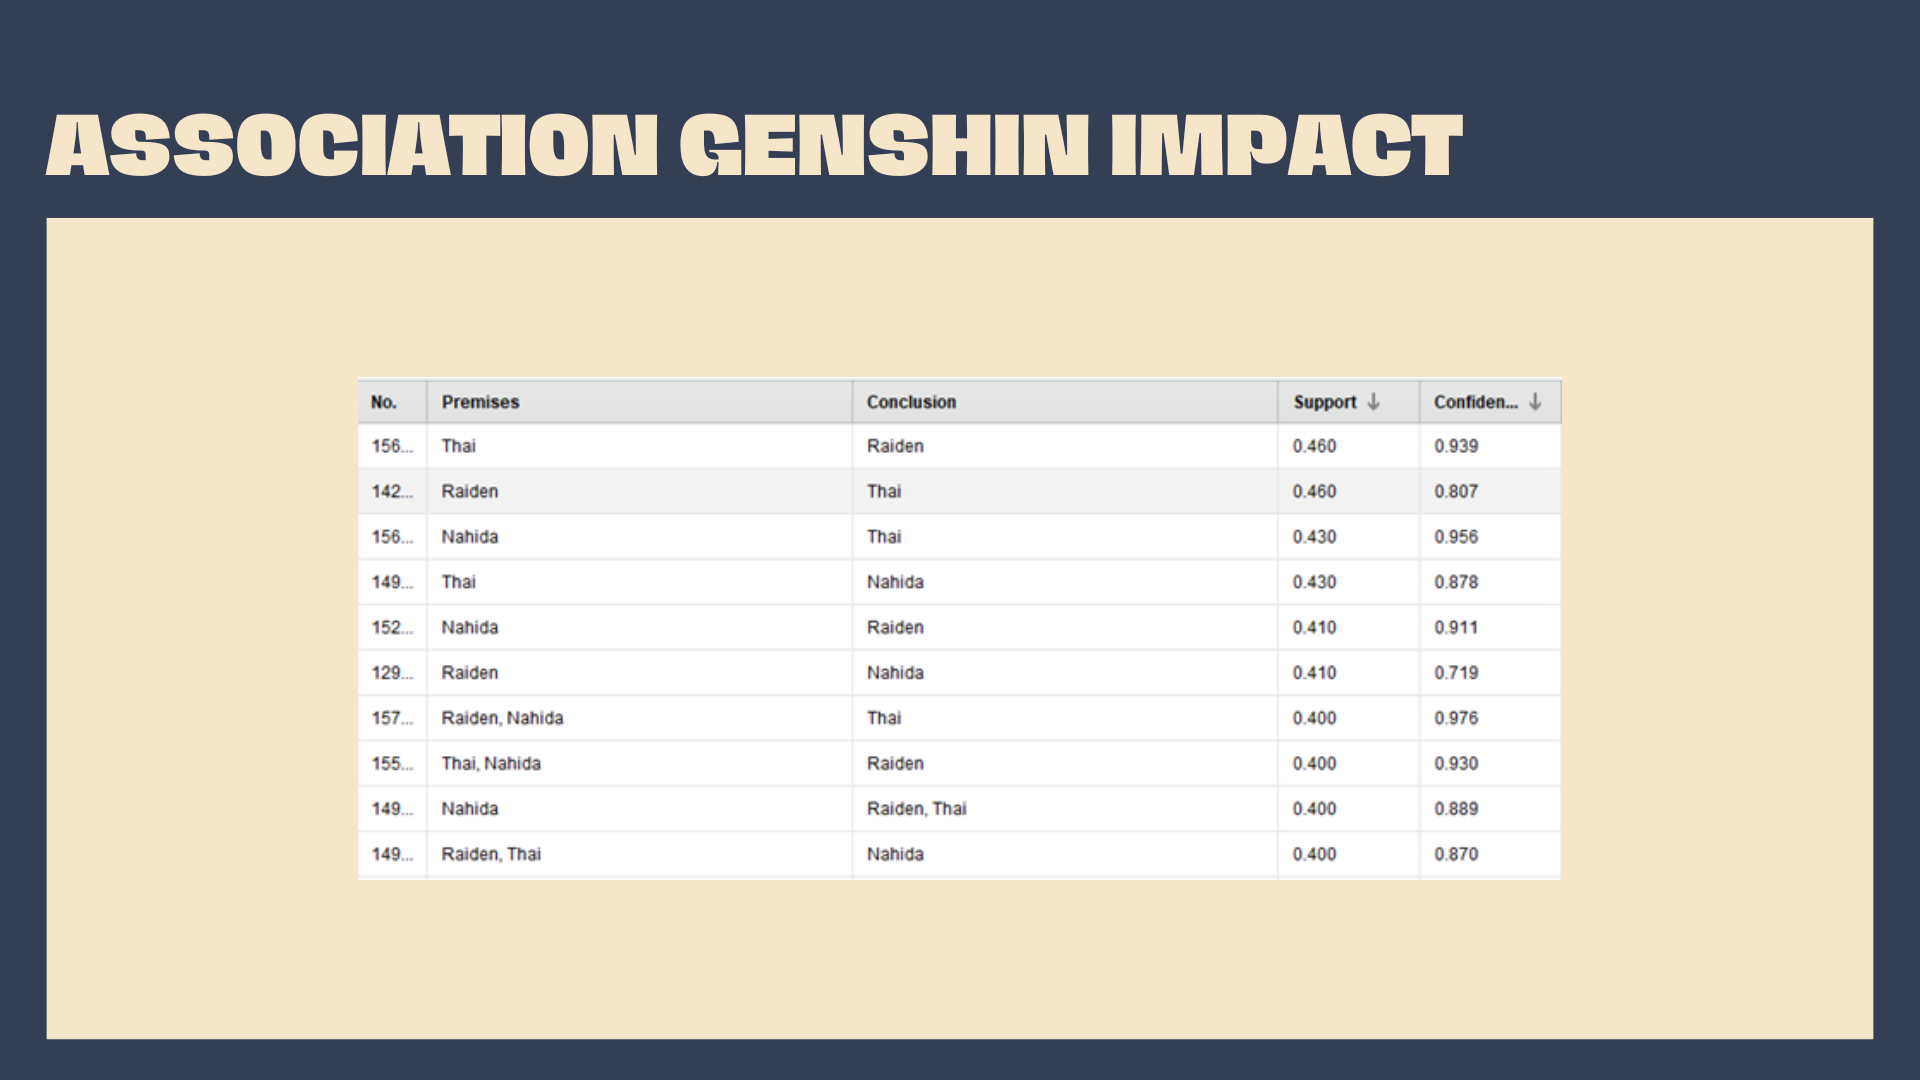 ASSOCIATION GENSHIN IMPACT
No. Premises Conclusion Support Confiden...
156... Thai Raiden 0.460 0.939
142... Raiden Thai 0.460 0.807
156... Nahida Thai 0.430 0.956
149... Thai Nahida 0.430 0.878
152... Nahida Raiden 0.410 0.911
129... Raiden Nahida 0.410 0.719
157... Raiden, Nahida Thai 0.400 0.976
155... Thai, Nahida Raiden 0.400 0.930
149... Nahida Raiden, Thai 0.400 0.889
149... Raiden, Thai Nahida 0.400 0.870